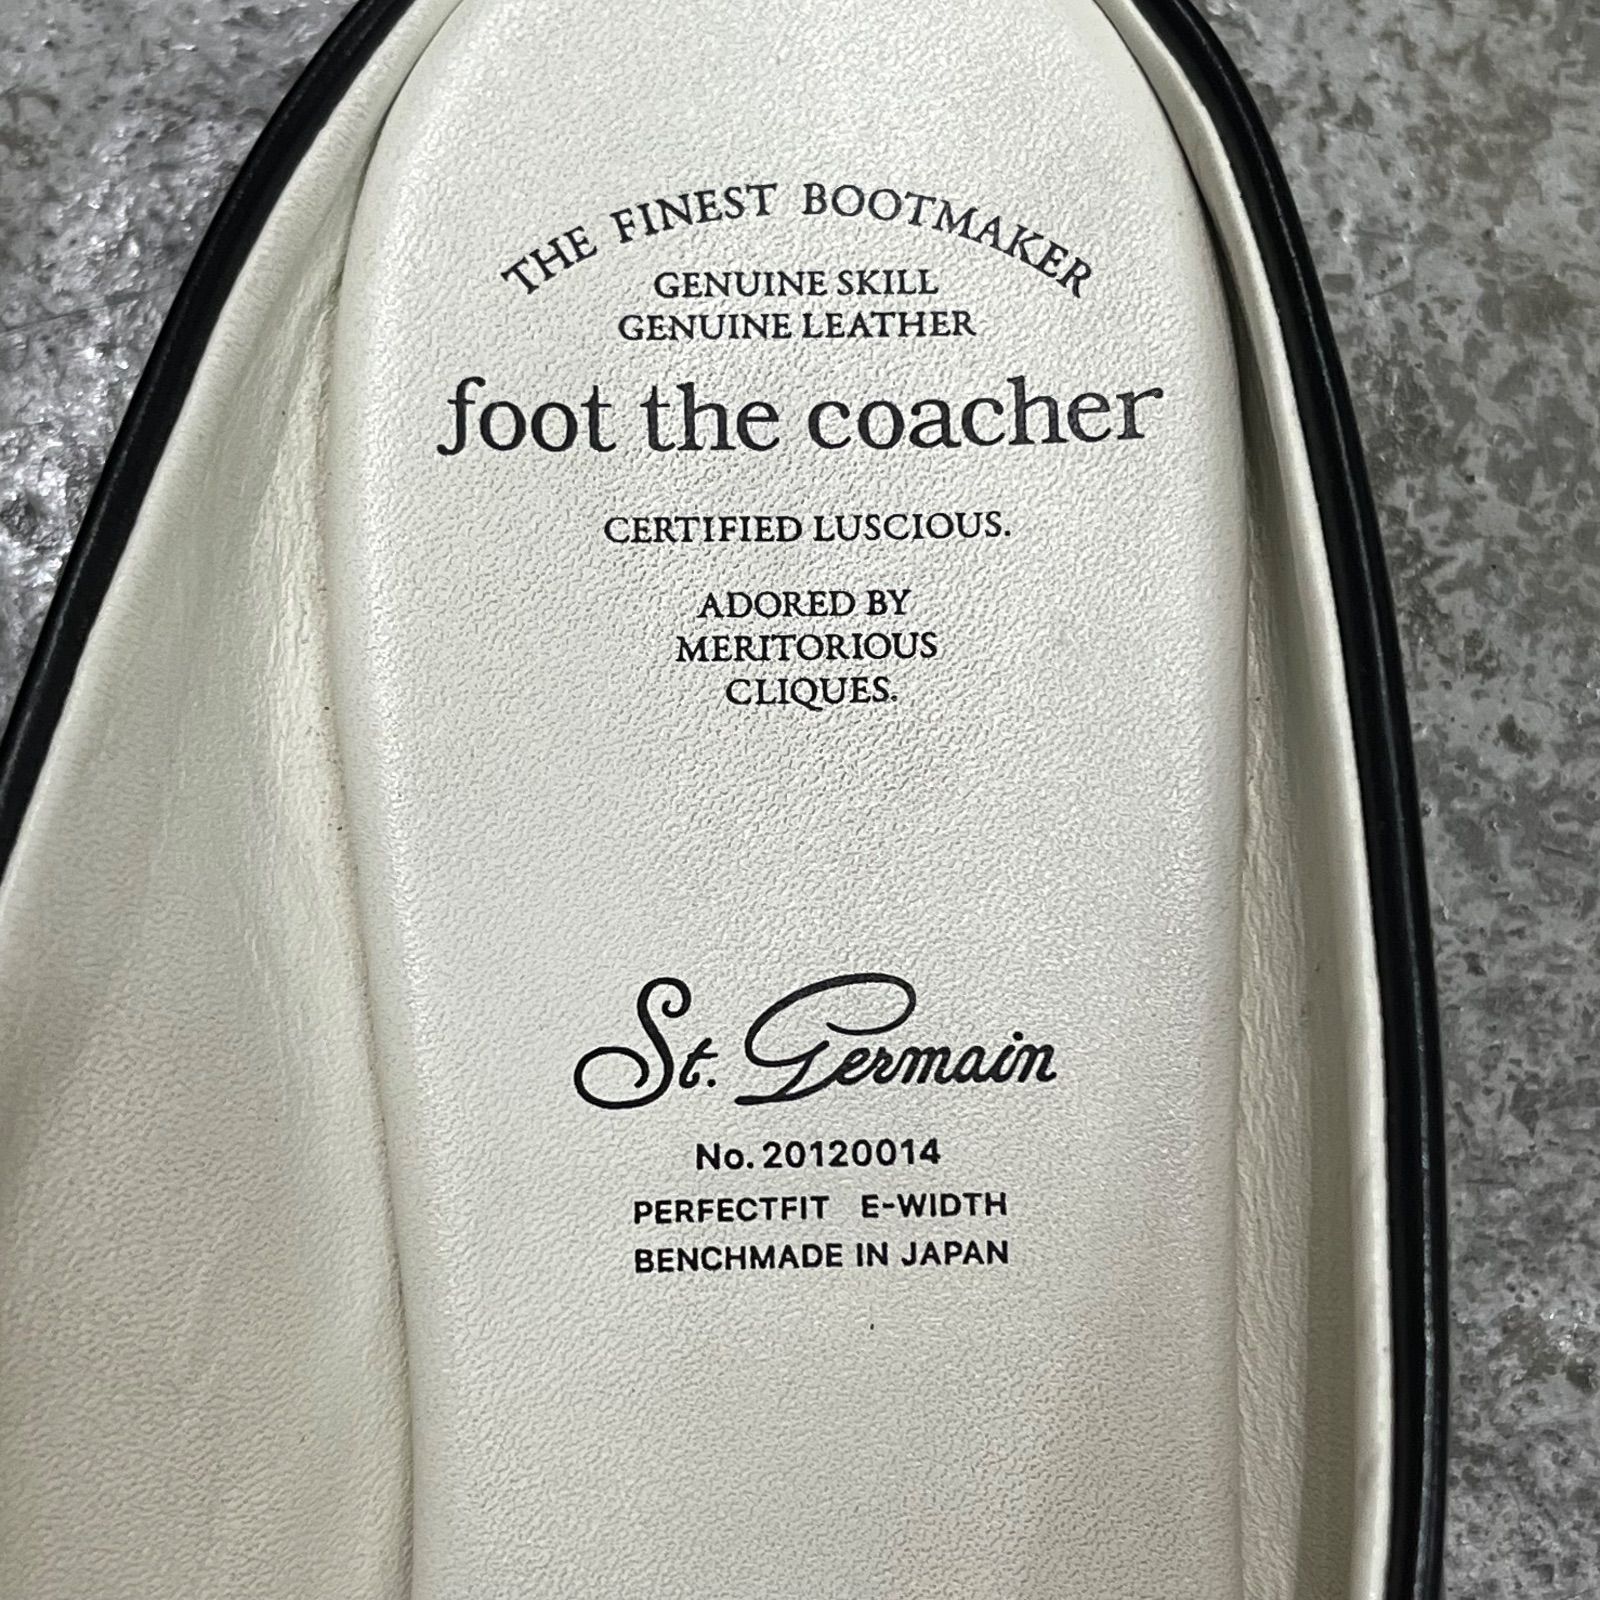 THE FINEST BOOTMAKER
GENUINE SKILL
GENUINE LEATHER
foot the coacher
CERTIFIED LUSCIOUS.
ADORED BY
MERITORIOUS
CLIQUES.
St. Germain
No. 20120014
PERFECTFIT E-WIDTH
BENCHMADE IN JAPAN